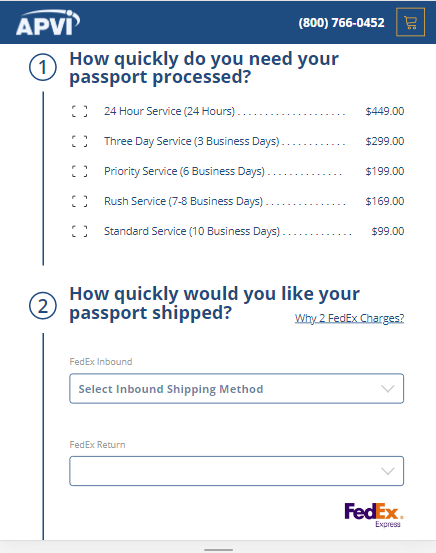 APVi
(800) 766-0452
1
How quickly do you need your
passport processed?
24 Hour Service (24 Hours) . . . . . . . . . . . . . . . . . . . . $449.00
Three Day Service (3 Business Days) . . . . . . . . . . . . $299.00
Priority Service (6 Business Days) . . . . . . . . . . . . . . $199.00
Rush Service (7-8 Business Days) . . . . . . . . . . . . . . . $169.00
Standard Service (10 Business Days) . . . . . . . . . . . . . $99.00
2
How quickly would you like your
passport shipped?
Why 2 FedEx Charges?
FedEx Inbound
Select Inbound Shipping Method
FedEx Return
FedEx.
Express